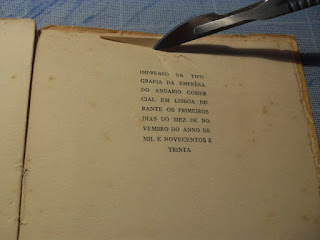 IMPRESSO NA TIPO
GRAFIA DA EMPRÊSA
DO ANUARIO COMER
CIAL EM LISBOA DU
RANTE OS PRIMEIROS
DIAS DO MEZ DE NO
VEMBRO DO ANNO DE
MIL E NOVECENTOS E
TRINTA